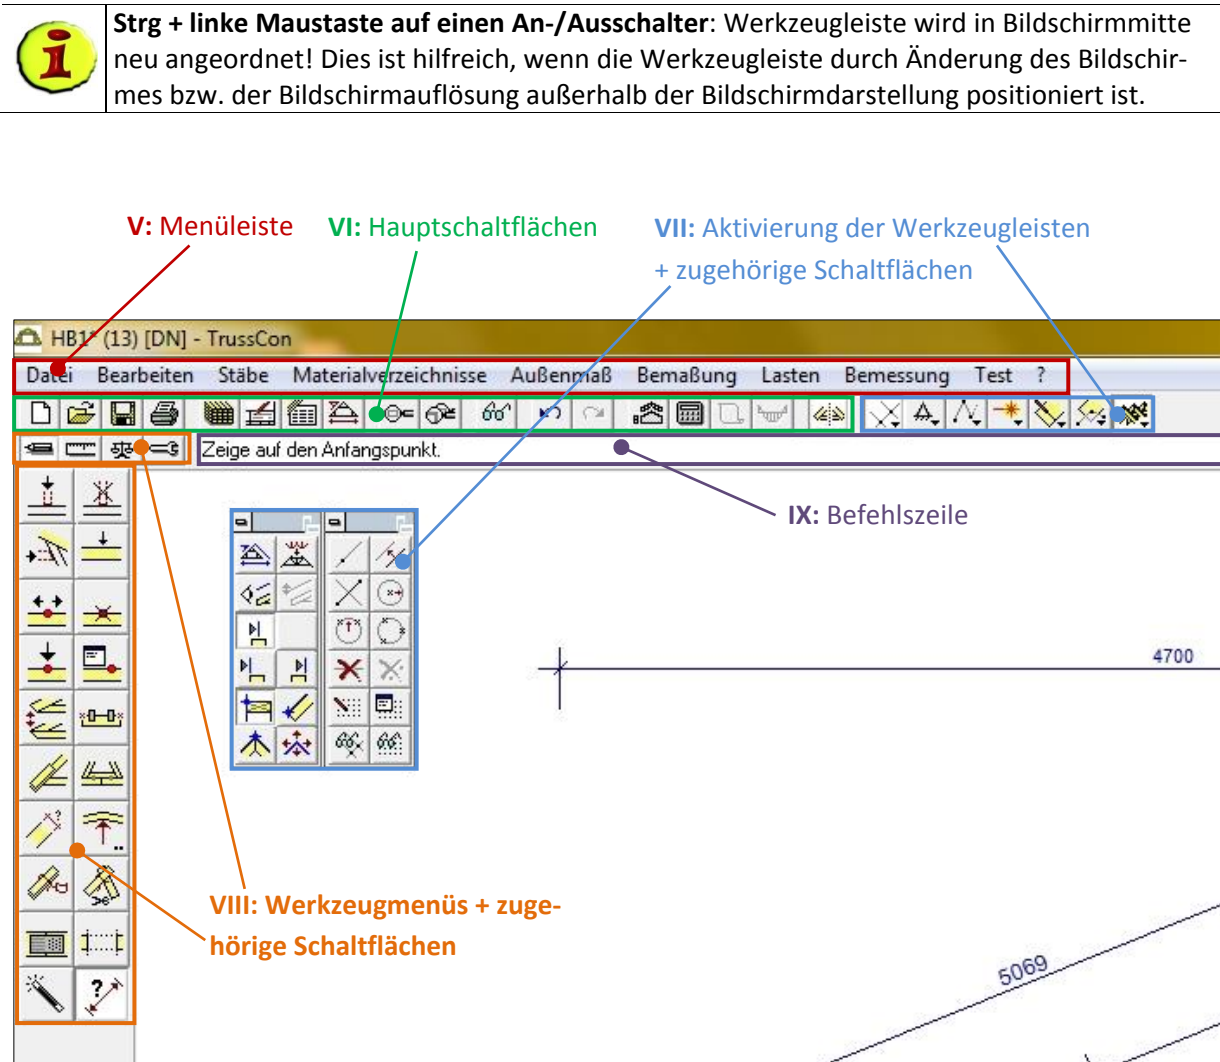 Strg + linke Maustaste auf einen An-/Ausschalter: Werkzeugleiste wird in Bildschirmmitte
neu angeordnet! Dies ist hilfreich, wenn die Werkzeugleiste durch Änderung des Bildschir-
mes bzw. der Bildschirmauflösung außerhalb der Bildschirmdarstellung positioniert ist.
V: Menüleiste
VI: Hauptschaltflächen
VII: Aktivierung der Werkzeugleisten
+ zugehörige Schaltflächen
HB1* (13) [DN] - TrussCon
Datei Bearbeiten Stäbe Materialverzeichnisse Außenmaß Bemaßung Lasten Bemessung Test ?
Zeige auf den Anfangspunkt.
IX: Befehlszeile
4700
VIII: Werkzeugmenüs + zuge-
hörige Schaltflächen
5069